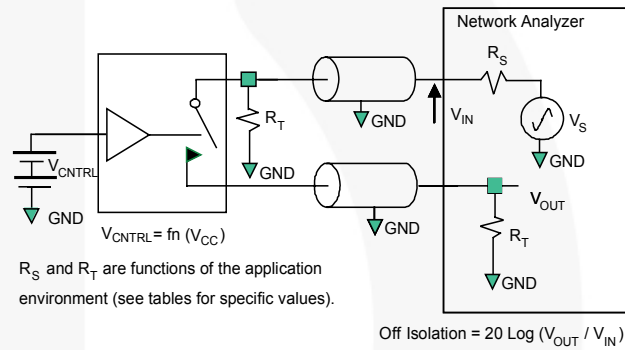 Network Analyzer
R_S
R_T
GND
V_IN
V_S
GND
V_CNTRL
GND
GND
GND
V_OUT
GND
R_T
GND
V_CNTRL = fn (V_CC)
R_S and R_T are functions of the application
environment (see tables for specific values).
Off Isolation = 20 Log (V_OUT / V_IN)